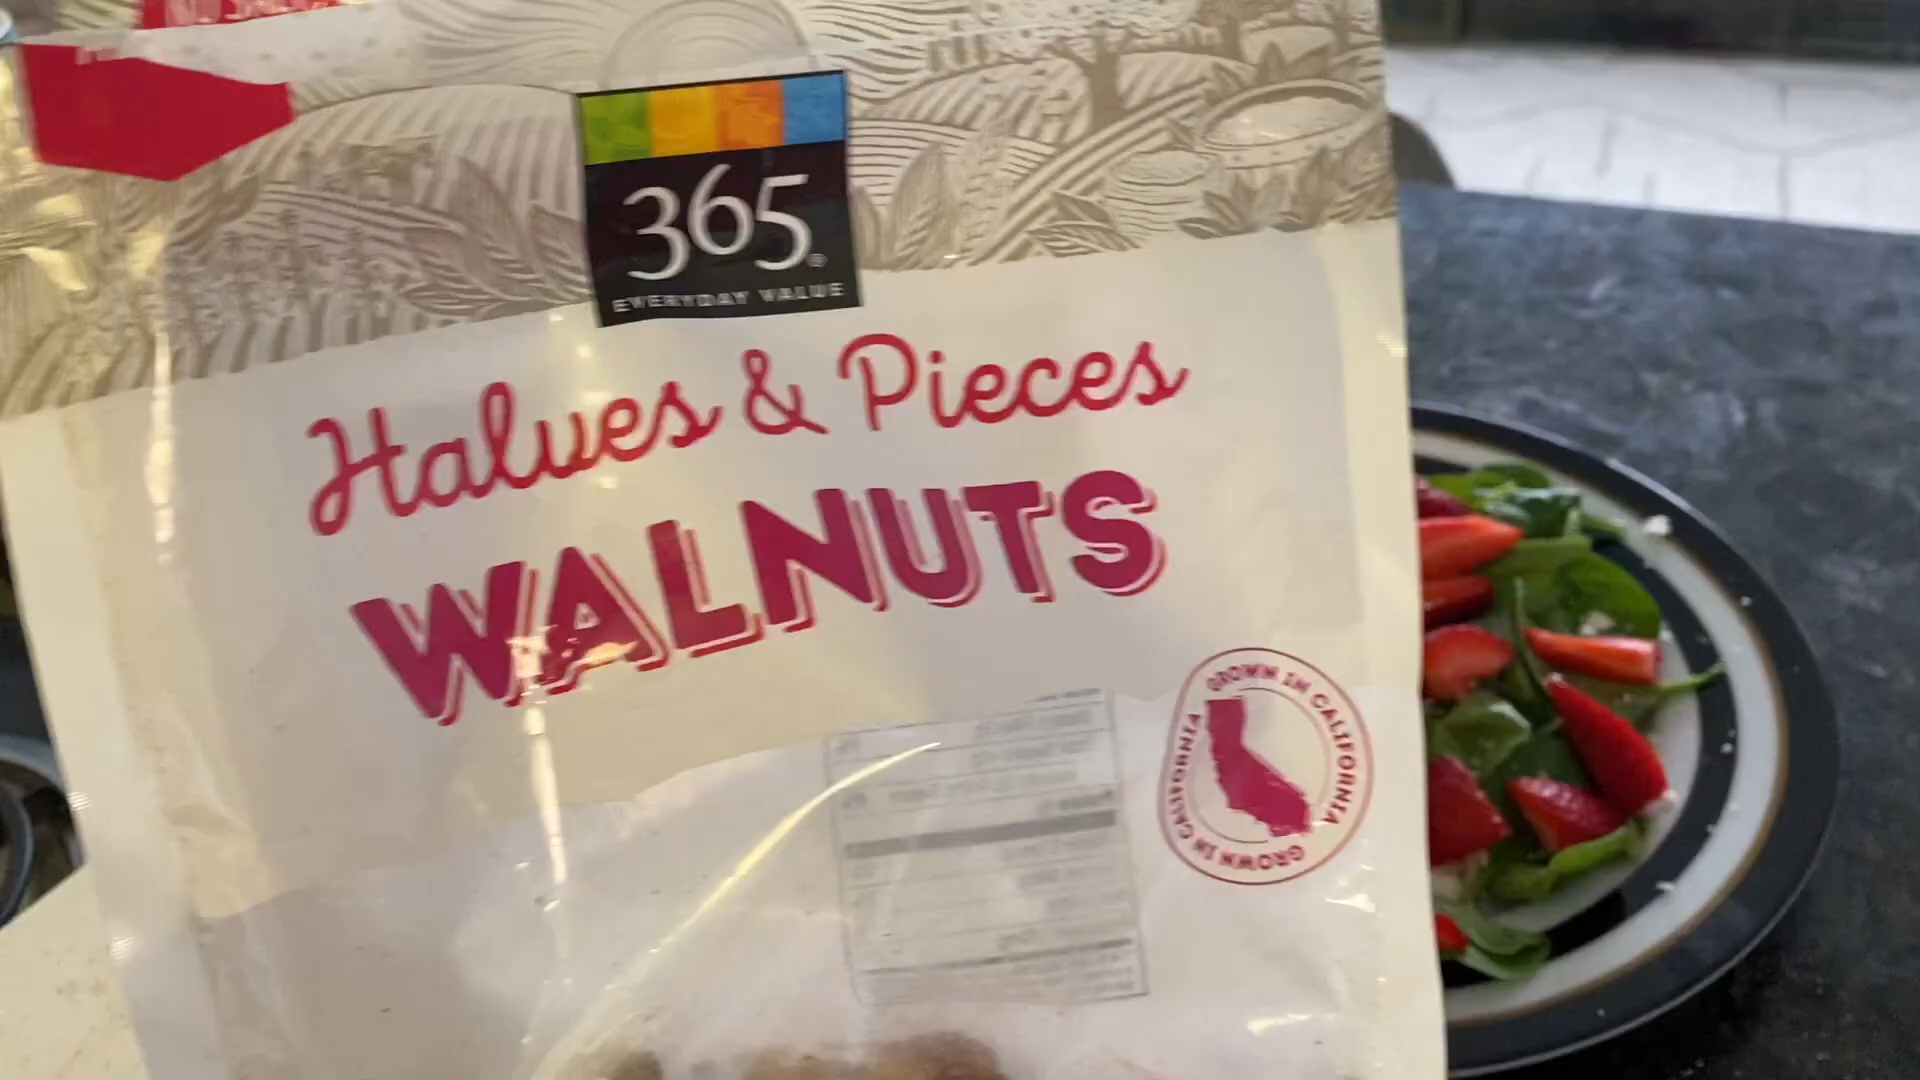 365®
EVERYDAY VALUE
Halves & Pieces
WALNUTS
GROWN IN CALIFORNIA
GROWN IN CALIFORNIA